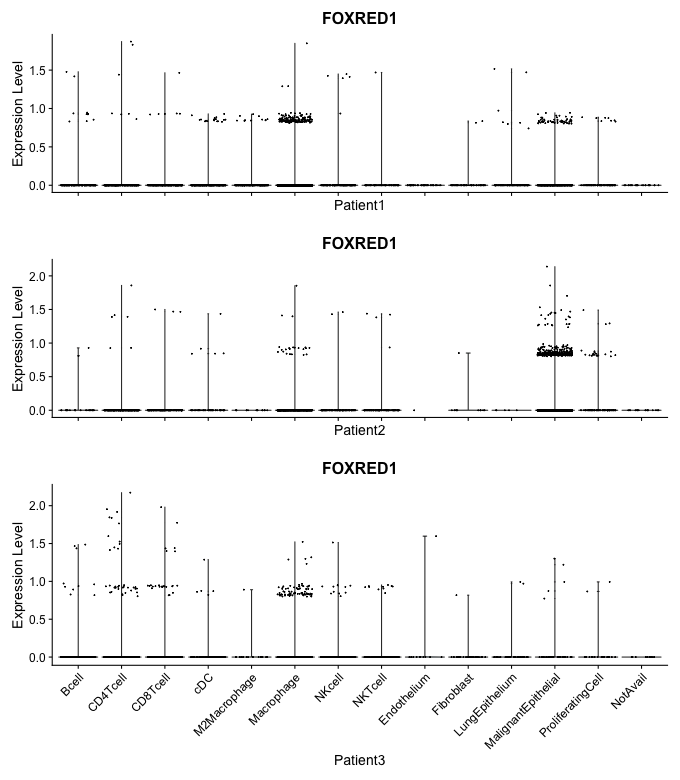 FOXRED1
Expression Level
1.5
1.0
0.5
0.0
Patient1
FOXRED1
Expression Level
2.0
1.5
1.0
0.5
0.0
Patient2
FOXRED1
Expression Level
2.0
1.5
1.0
0.5
0.0
Bcell
CD4Tcell
CD8Tcell
cDC
M2Macrophage
Macrophage
NKcell
NKTcell
Endothelium
Fibroblast
LungEpithelium
MalignantEpithelial
ProliferatingCell
NotAvail
Patient3